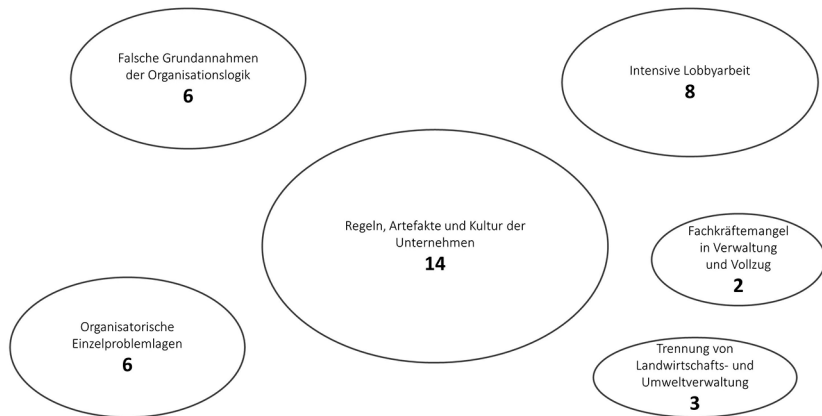 Falsche Grundannahmen
der Organisationslogik
6
Intensive Lobbyarbeit
8
Regeln, Artefakte und Kultur der
Unternehmen
14
Fachkräftemangel
in Verwaltung
und Vollzug
2
Organisatorische
Einzelproblemlagen
6
Trennung von
Landwirtschafts- und
Umweltverwaltung
3